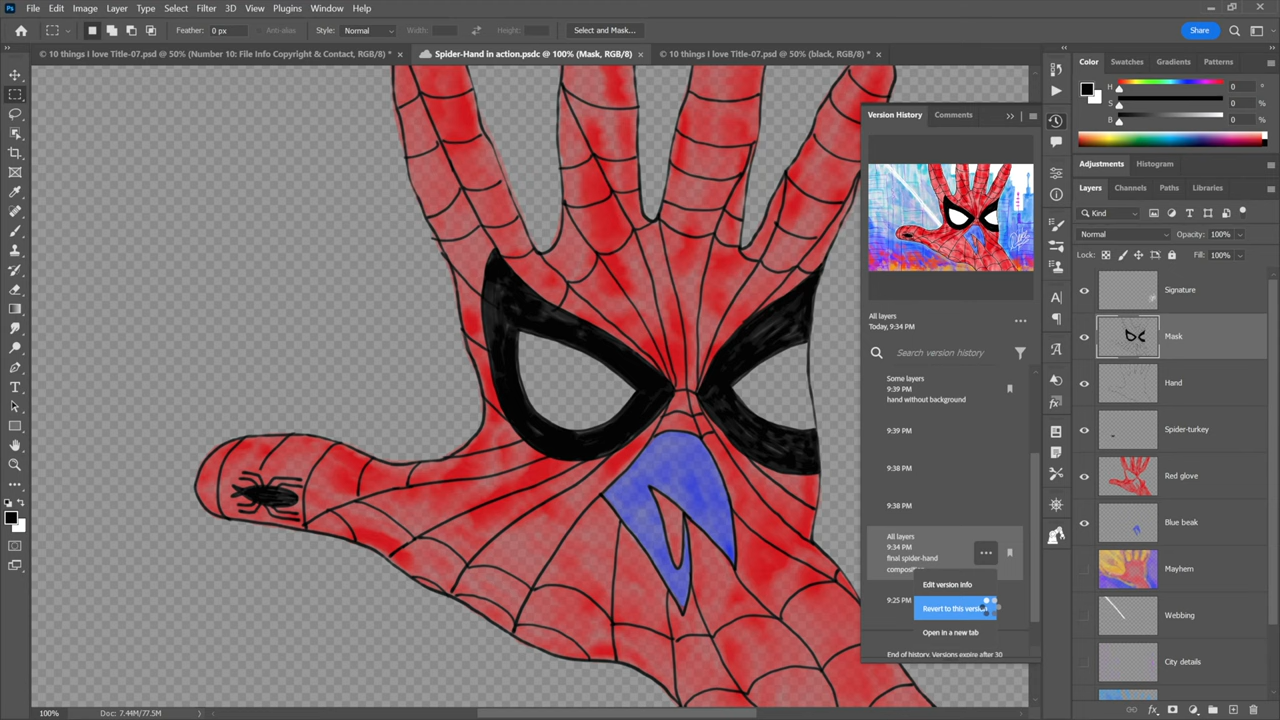 Ps File Edit Image Layer Type Select Filter 3D View Plugins Window Help
Feather: 0 px Anti-alias Style: Normal Width: Height: Select and Mask... Share
© 10 things I love Title-07.psd @ 50% (Number 10: File Info Copyright & Contact, RGB/8) * ×
Spider-Hand in action.psdc @ 100% (Mask, RGB/8) ×
© 10 things I love Title-07.psd @ 50% (black, RGB/8) * ×
Version History Comments
All layers
Today, 9:34 PM
Search version history
Some layers
9:39 PM
hand without background
9:39 PM
9:38 PM
9:38 PM
All layers
9:34 PM
final spider-hand
Edit version info
9:25 PM
Revert to this version
Open in a new tab
End of history. Versions expire after 30
Color Swatches Gradients Patterns
H 0 °
S 0 %
B 0 %
Adjustments Histogram
Layers Channels Paths Libraries
Kind
Normal Opacity: 100%
Lock: Fill: 100%
Signature
Mask
Hand
Spider-turkey
Red glove
Blue beak
Mayhem
Webbing
City details
100% Doc: 7.44M/77.5M